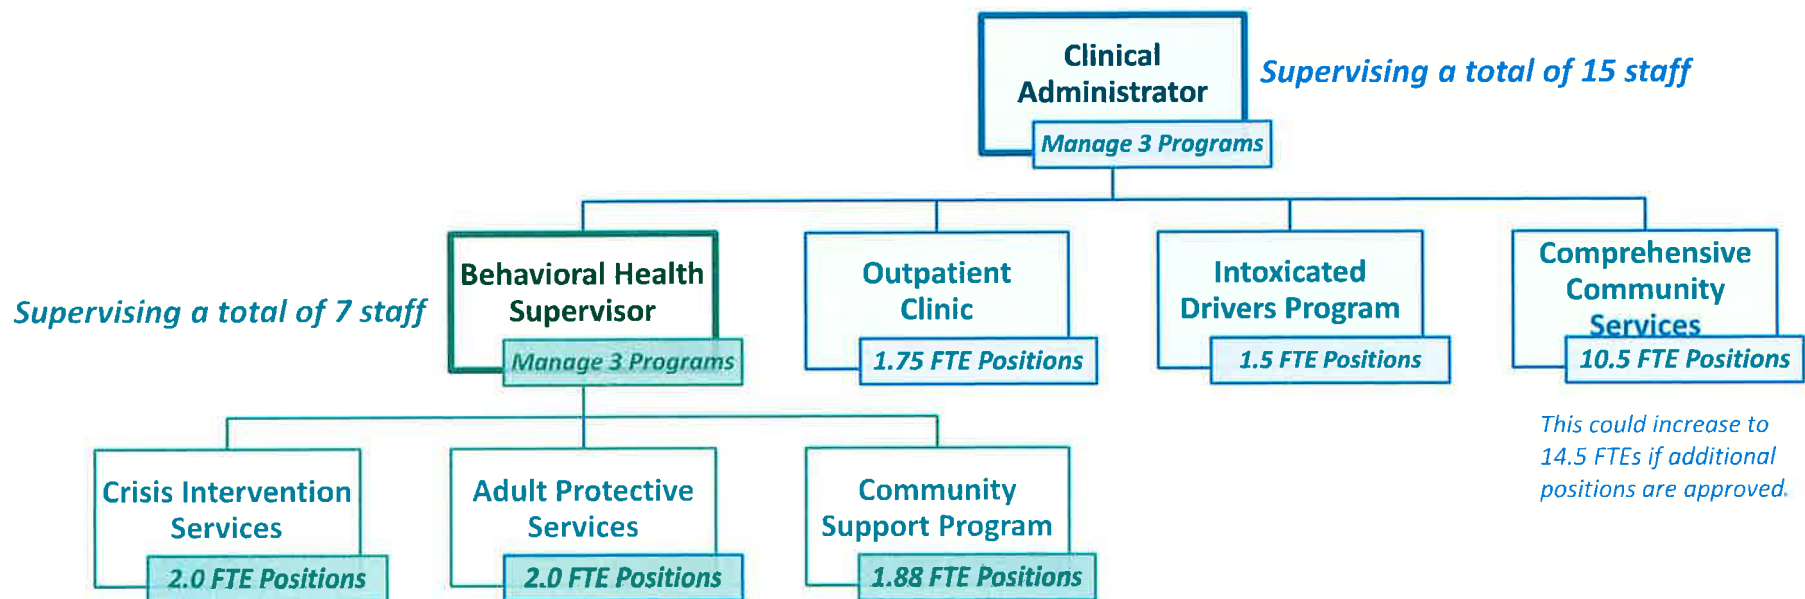 Clinical
Administrator
Manage 3 Programs
Supervising a total of 15 staff
Behavioral Health
Supervisor
Manage 3 Programs
Supervising a total of 7 staff
Outpatient
Clinic
1.75 FTE Positions
Intoxicated
Drivers Program
1.5 FTE Positions
Comprehensive
Community
Services
10.5 FTE Positions
This could increase to
14.5 FTEs if additional
positions are approved.
Crisis Intervention
Services
2.0 FTE Positions
Adult Protective
Services
2.0 FTE Positions
Community
Support Program
1.88 FTE Positions